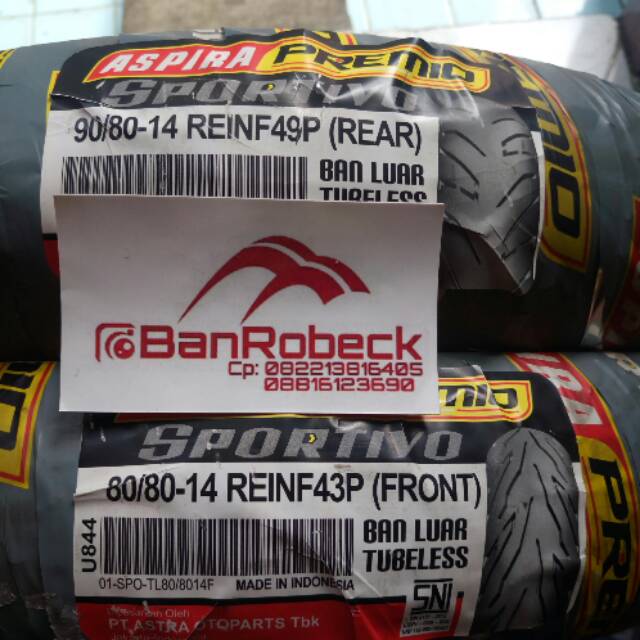 ASPIRA PREMIO
SPORTIVO
90/80-14 REINF49P (REAR)
BAN LUAR
TUBELESS
BanRobeck
Cp: 082213816405
08816123690
PREMIO
SPORTIVO
80/80-14 REINF43P (FRONT)
U844
BAN LUAR
TUBELESS
01-SPO-TL80/8014F
MADE IN INDONESIA
SNI
Oleh
PT ASTRA OTOPARTS Tbk